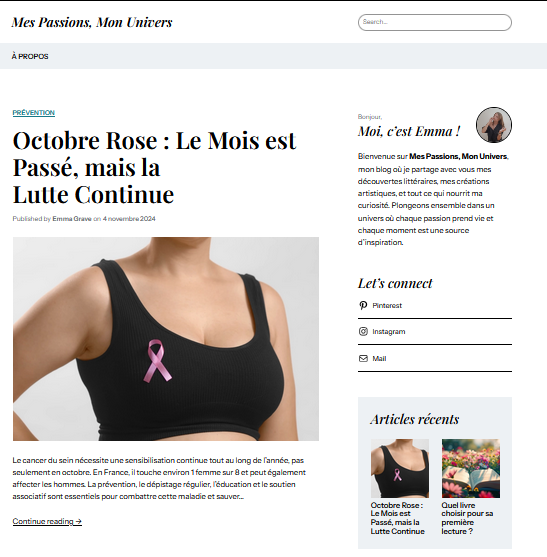 Mes Passions, Mon Univers
Search...
À PROPOS
PRÉVENTION
Octobre Rose : Le Mois est
Passé, mais la
Lutte Continue
Published by Emma Grave on 4 novembre 2024
Le cancer du sein nécessite une sensibilisation continue tout au long de l'année, pas
seulement en octobre. En France, il touche environ 1 femme sur 8 et peut également
affecter les hommes. La prévention, le dépistage régulier, l'éducation et le soutien
associatif sont essentiels pour combattre cette maladie et sauver...
Continue reading →
Bonjour,
Moi, c'est Emma !
Bienvenue sur Mes Passions, Mon Univers,
mon blog où je partage avec vous mes
découvertes littéraires, mes créations
artistiques, et tout ce qui nourrit ma
curiosité. Plongeons ensemble dans un
univers où chaque passion prend vie et
chaque moment est une source
d'inspiration.
Let's connect
Pinterest
Instagram
Mail
Articles récents
Octobre Rose :
Le Mois est
Passé, mais la
Lutte Continue
Quel livre
choisir pour sa
première
lecture ?